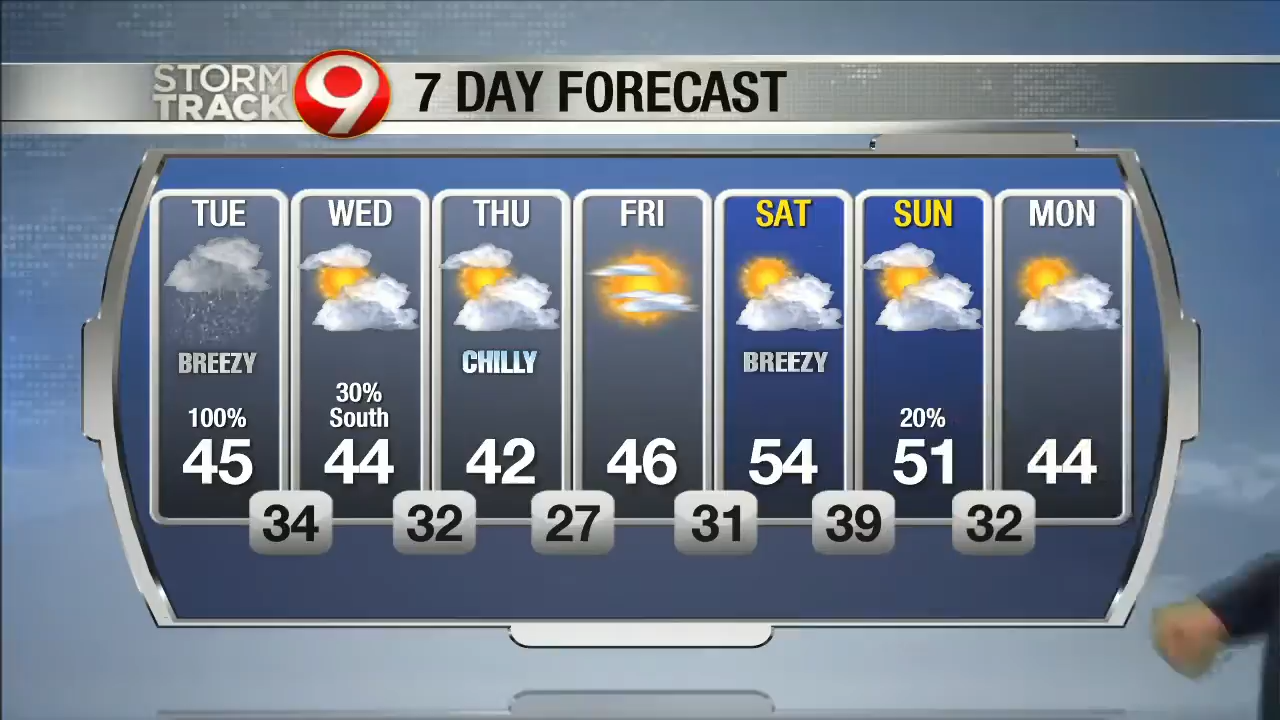 STORM
TRACK 9
7 DAY FORECAST
TUE WED THU FRI SAT SUN MON
BREEZY CHILLY BREEZY
30%
100% South 20%
45 44 42 46 54 51 44
34 32 27 31 39 32